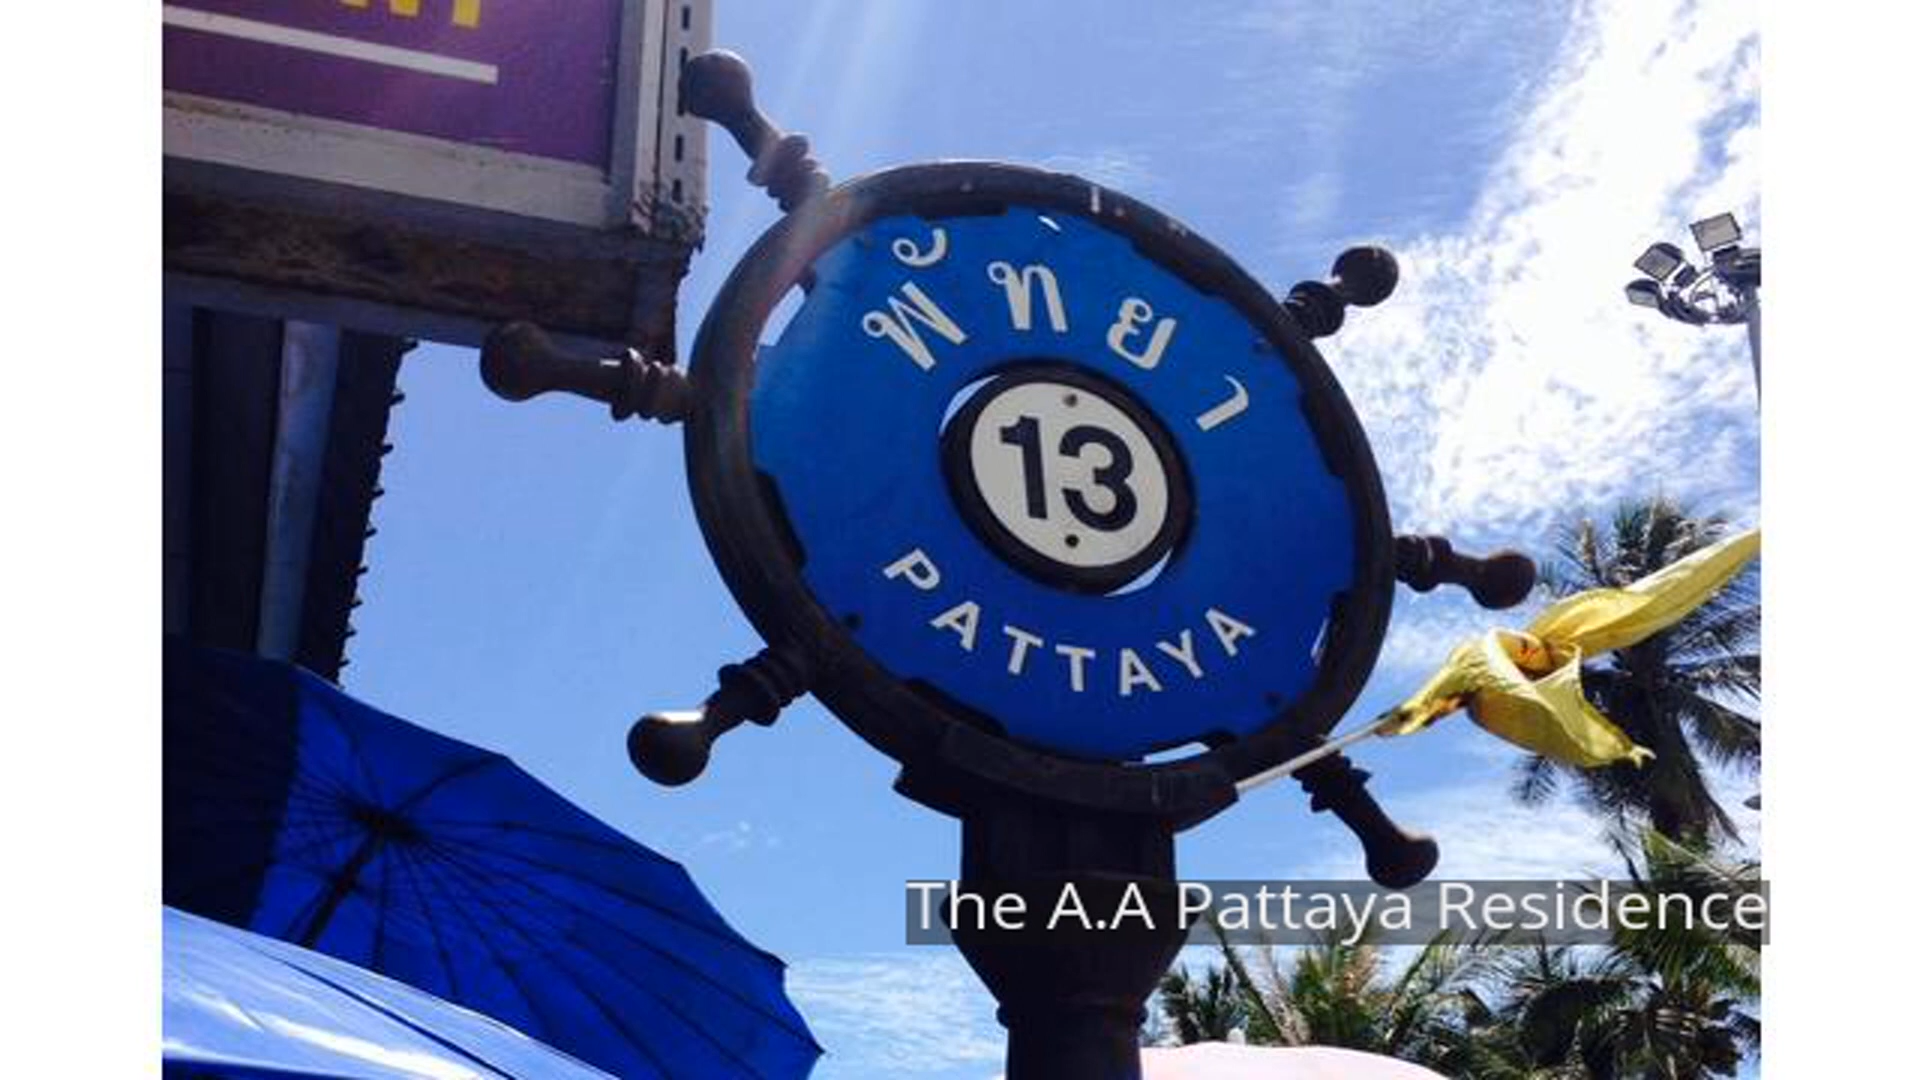 พัทยา
13
PATTAYA
The A.A Pattaya Residence